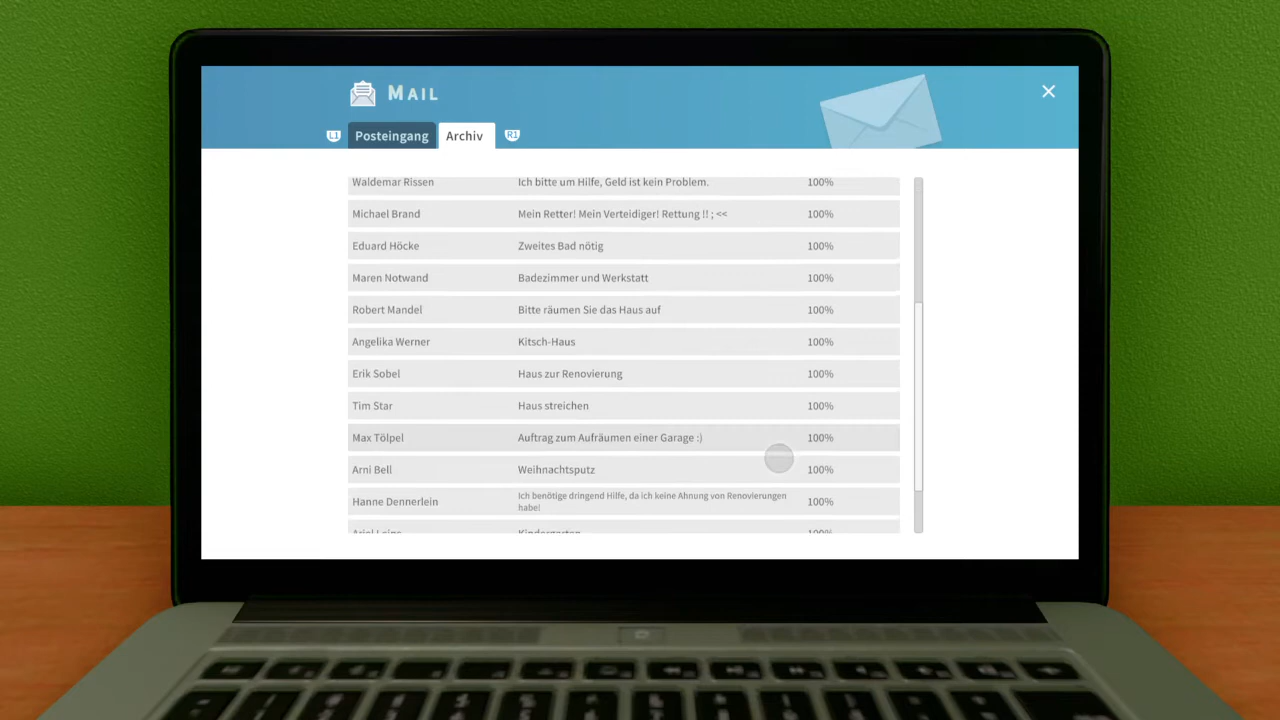 MAIL
L1 Posteingang Archiv R1
Waldemar Rissen Ich bitte um Hilfe, Geld ist kein Problem. 100%
Michael Brand Mein Retter! Mein Verteidiger! Rettung !! ; << 100%
Eduard Höcke Zweites Bad nötig 100%
Maren Notwand Badezimmer und Werkstatt 100%
Robert Mandel Bitte räumen Sie das Haus auf 100%
Angelika Werner Kitsch-Haus 100%
Erik Sobel Haus zur Renovierung 100%
Tim Star Haus streichen 100%
Max Tölpel Auftrag zum Aufräumen einer Garage :) 100%
Arni Bell Weihnachtsputz 100%
Hanne Dennerlein Ich benötige dringend Hilfe, da ich keine Ahnung von Renovierungen 100%
habe!
Kindergarten 100%